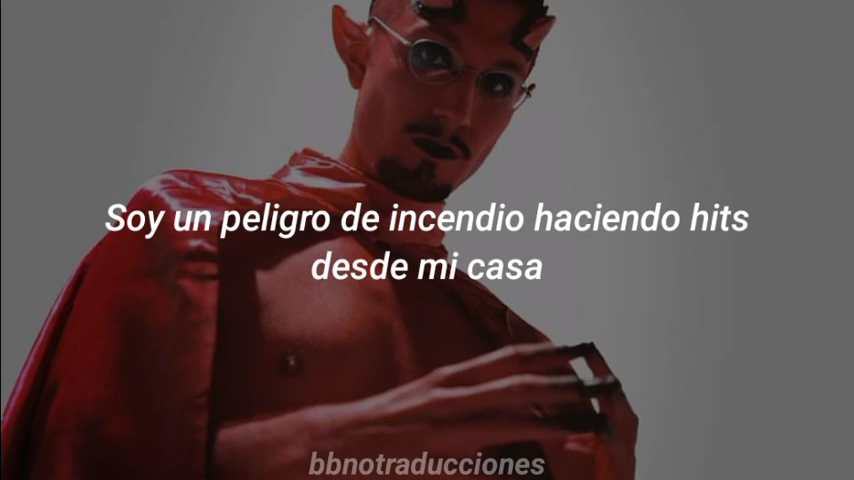 Soy un peligro de incendio haciendo hits
desde mi casa
bbnotraducciones